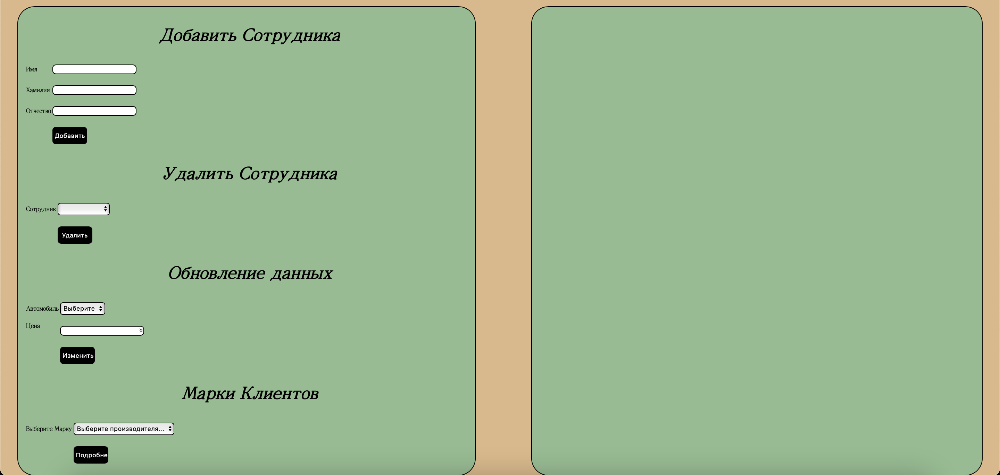 Добавить Сотрудника
Имя
Хамилия
Отчество
Добавить
Удалить Сотрудника
Сотрудник
Удалить
Обновление данных
Автомобиль Выберите
Цена
Изменить
Марки Клиентов
Выберите Марку Выберите производителя...
Подробне